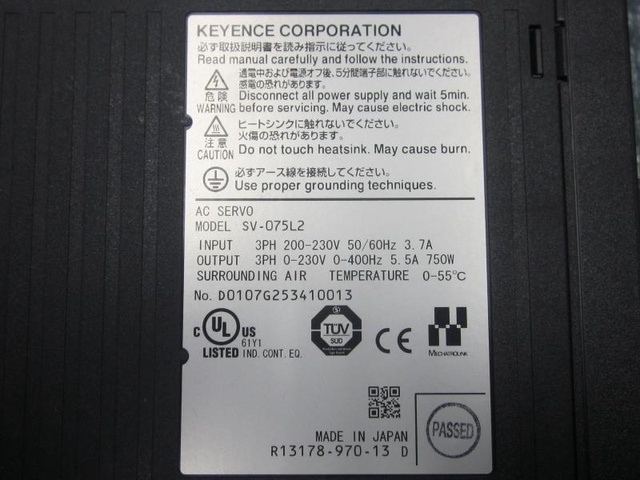 KEYENCE CORPORATION
必ず取扱説明書を読み指示に従ってください。
Read manual carefully and follow the instructions.
通電中および電源オフ後、5分間端子部に触れないでください。
感電の恐れがあります。
危険
WARNING
Disconnect all power supply and wait 5min.
before servicing. May cause electric shock.
ヒートシンクに触れないでください。
火傷の恐れがあります。
注意
CAUTION
Do not touch heatsink. May cause burn.
必ずアース線を接続してください。
Use proper grounding techniques.
AC SERVO
MODEL SV-075L2
INPUT 3PH 200-230V 50/60Hz 3.7A
OUTPUT 3PH 0-230V 0-400Hz 5.5A 750W
SURROUNDING AIR TEMPERATURE 0-55℃
No. D0107G253410013
C UL US
61Y1
LISTED IND. CONT. EQ.
TÜV
SÜD
CE
MECHATROLINK
MADE IN JAPAN
R13178-970-13 D
PASSED